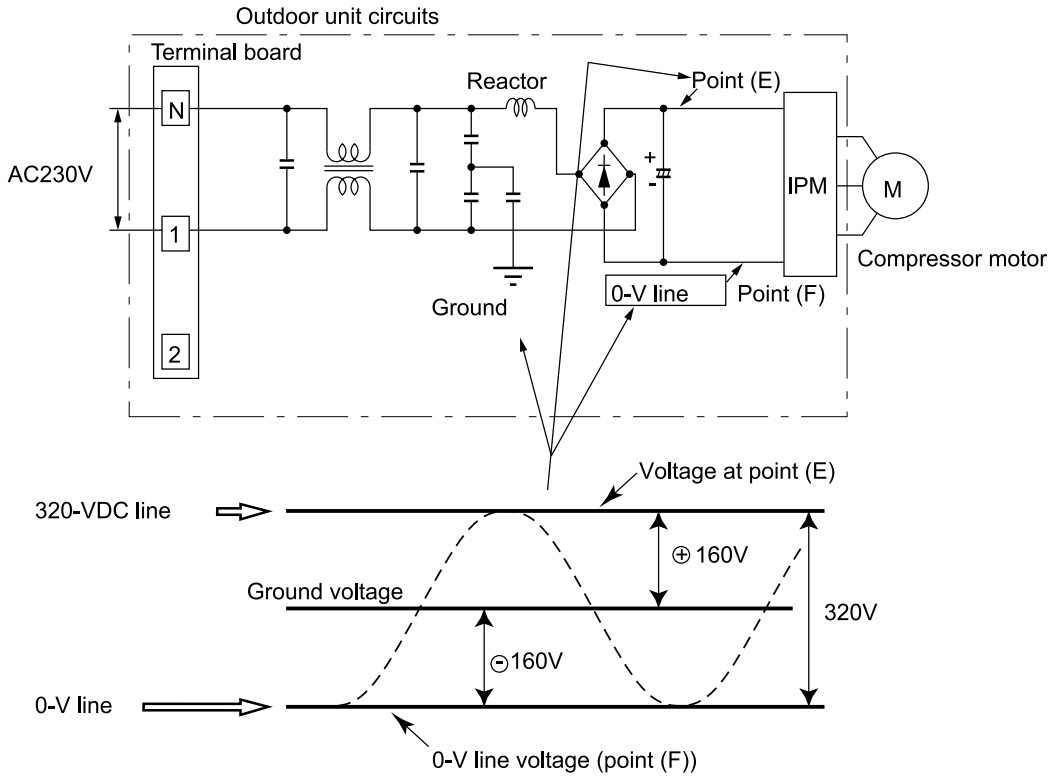 Outdoor unit circuits
Terminal board
N
Reactor
Point (E)
AC230V
+
-
IPM
M
1
Compressor motor
0-V line
Point (F)
Ground
2
Voltage at point (E)
320-VDC line
⊕ 160V
Ground voltage
320V
⊖ 160V
0-V line
0-V line voltage (point (F))